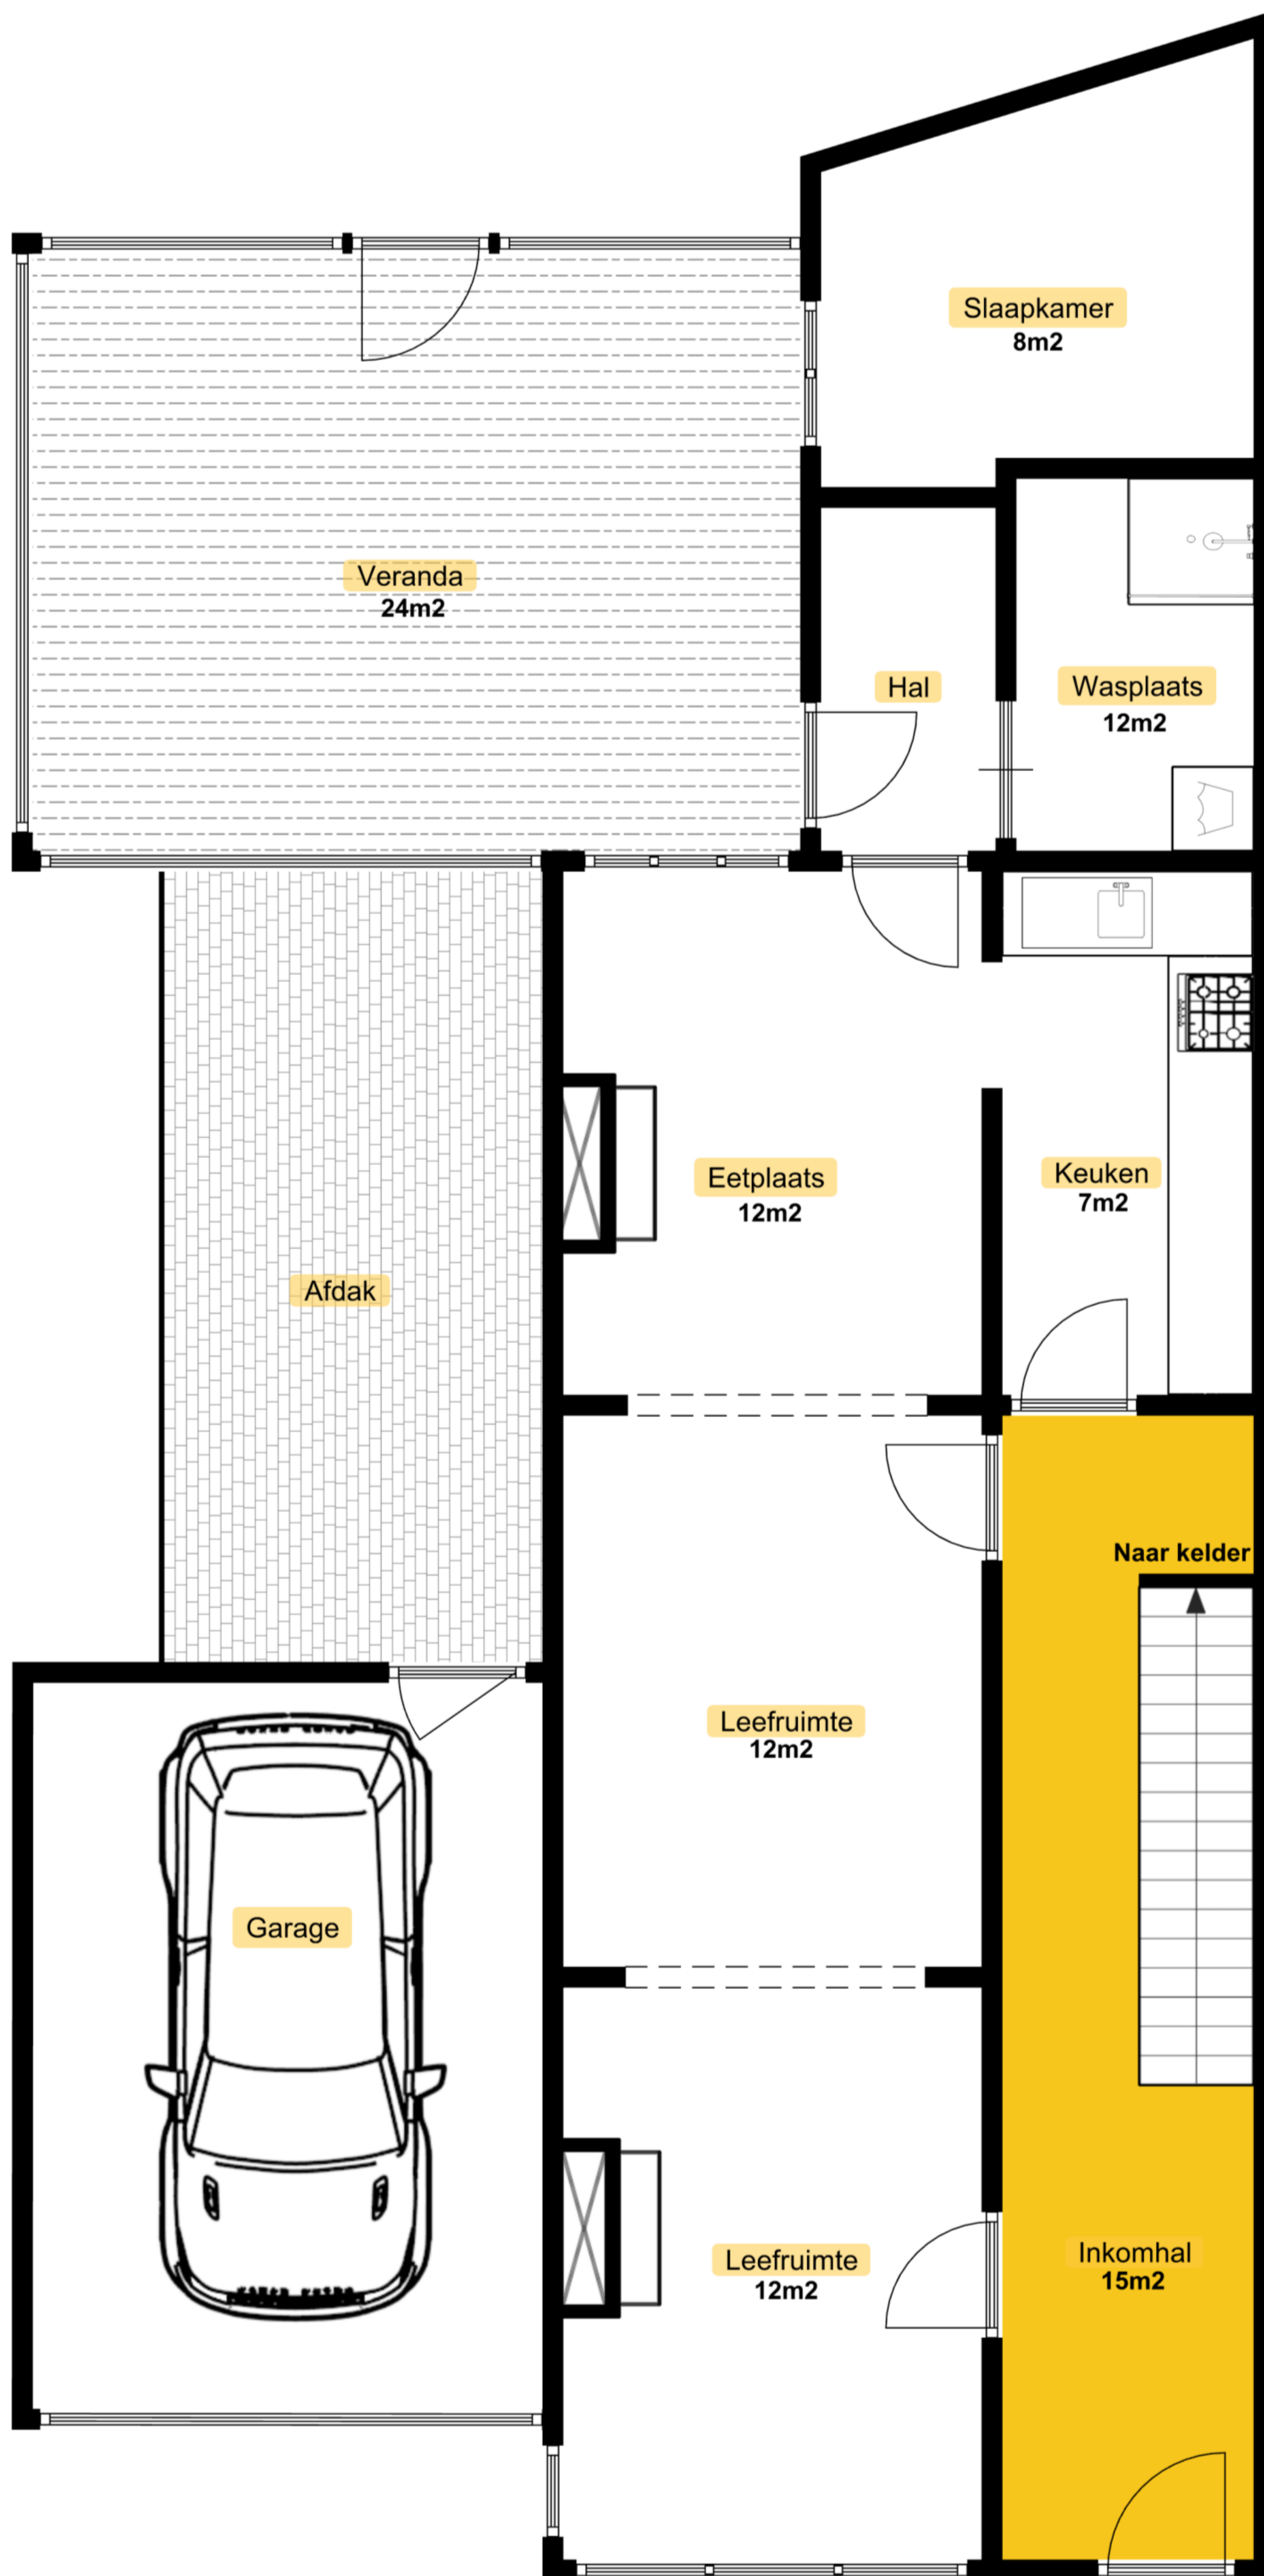 Slaapkamer
8m2
Veranda
24m2
Hal
Wasplaats
12m2
Eetplaats
12m2
Keuken
7m2
Afdak
Naar kelder
Leefruimte
12m2
Garage
Leefruimte
12m2
Inkomhal
15m2